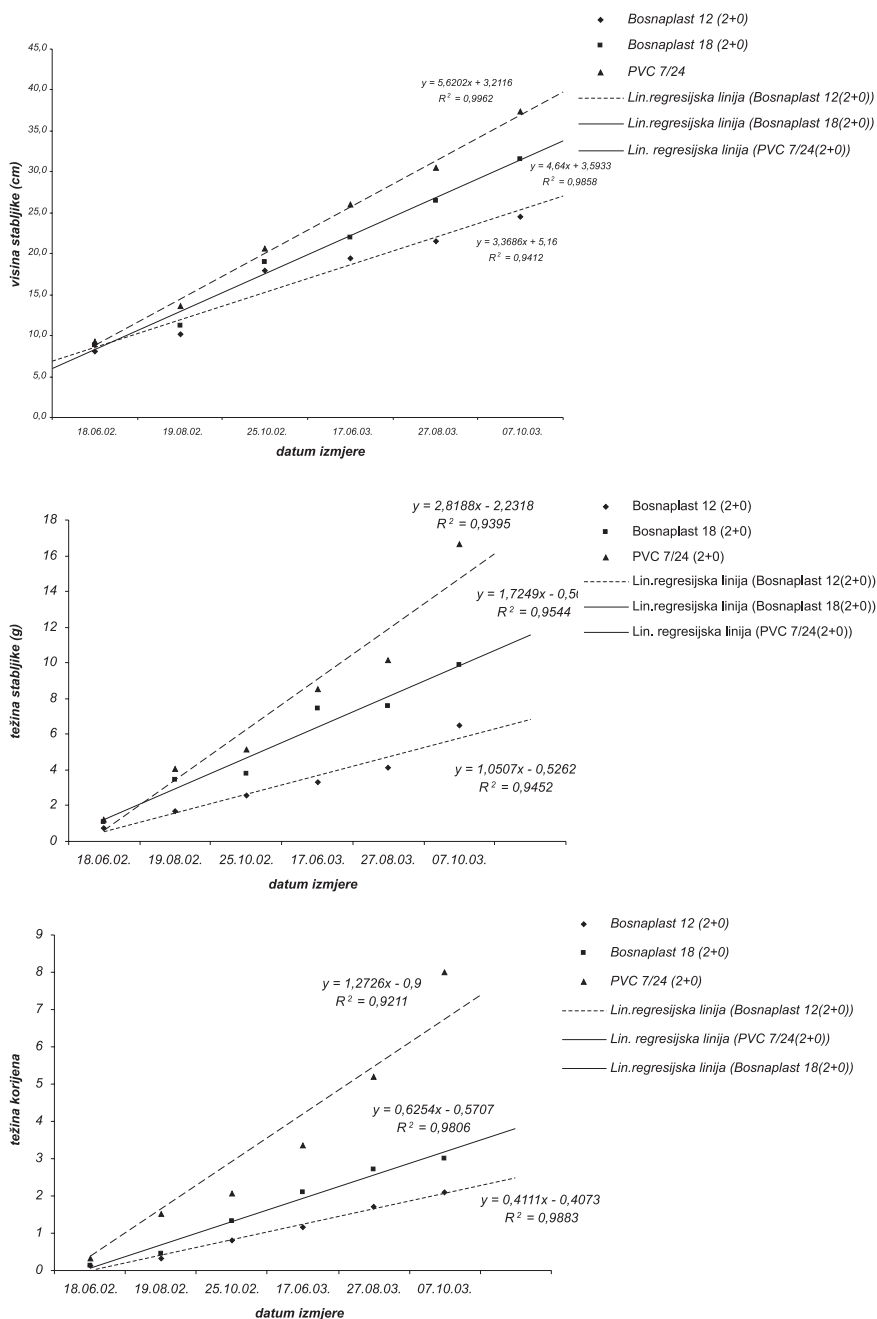 Bosnaplast 12 (2+0)
Bosnaplast 18 (2+0)
PVC 7/24
Lin.regresijska linija (Bosnaplast 12(2+0))
Lin.regresijska linija (Bosnaplast 18(2+0))
Lin. regresijska linija (PVC 7/24(2+0))
visina stabljike (cm)
45,0
40,0
35,0
30,0
25,0
20,0
15,0
10,0
5,0
0,0
y = 5,6202x + 3,2116
R² = 0,9962
y = 4,64x + 3,5933
R² = 0,9858
y = 3,3686x + 5,16
R² = 0,9412
18.06.02. 19.08.02. 25.10.02. 17.06.03. 27.08.03. 07.10.03.
datum izmjere
Bosnaplast 12 (2+0)
Bosnaplast 18 (2+0)
PVC 7/24 (2+0)
Lin.regresijska linija (Bosnaplast 12(2+0))
Lin.regresijska linija (Bosnaplast 18(2+0))
Lin. regresijska linija (PVC 7/24(2+0))
težina stabljike (g)
18
16
14
12
10
8
6
4
2
0
y = 2,8188x - 2,2318
R² = 0,9395
y = 1,7249x - 0,50
R² = 0,9544
y = 1,0507x - 0,5262
R² = 0,9452
18.06.02. 19.08.02. 25.10.02. 17.06.03. 27.08.03. 07.10.03.
datum izmjere
Bosnaplast 12 (2+0)
Bosnaplast 18 (2+0)
PVC 7/24 (2+0)
Lin.regresijska linija (Bosnaplast 12(2+0))
Lin. regresijska linija (PVC 7/24(2+0))
Lin.regresijska linija (Bosnaplast 18(2+0))
težina korijena
9
8
7
6
5
4
3
2
1
0
y = 1,2726x - 0,9
R² = 0,9211
y = 0,6254x - 0,5707
R² = 0,9806
y = 0,4111x - 0,4073
R² = 0,9883
18.06.02. 19.08.02. 25.10.02. 17.06.03. 27.08.03. 07.10.03.
datum izmjere